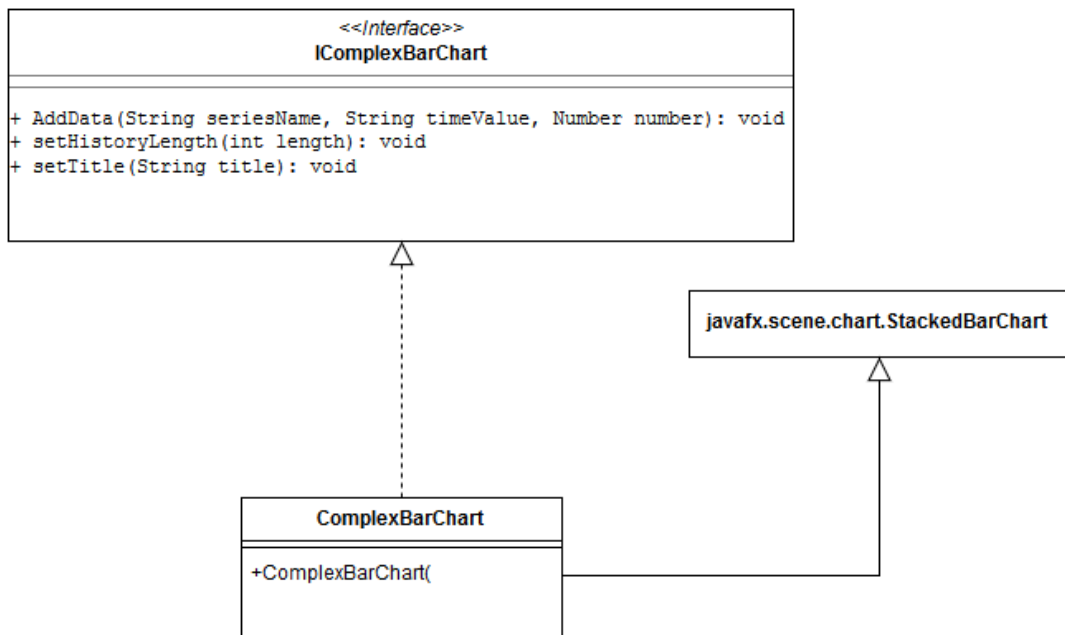 <<Interface>>
IComplexBarChart
+ AddData(String seriesName, String timeValue, Number number): void
+ setHistoryLength(int length): void
+ setTitle(String title): void
javafx.scene.chart.StackedBarChart
ComplexBarChart
+ComplexBarChart(